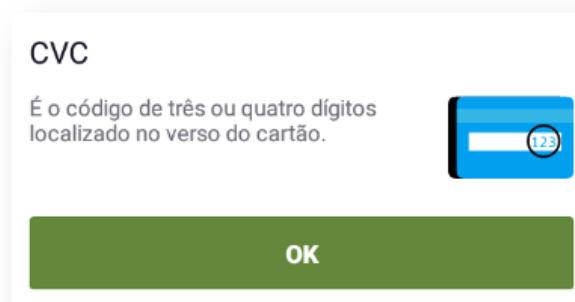 CVC
É o código de três ou quatro dígitos
localizado no verso do cartão.
123
OK